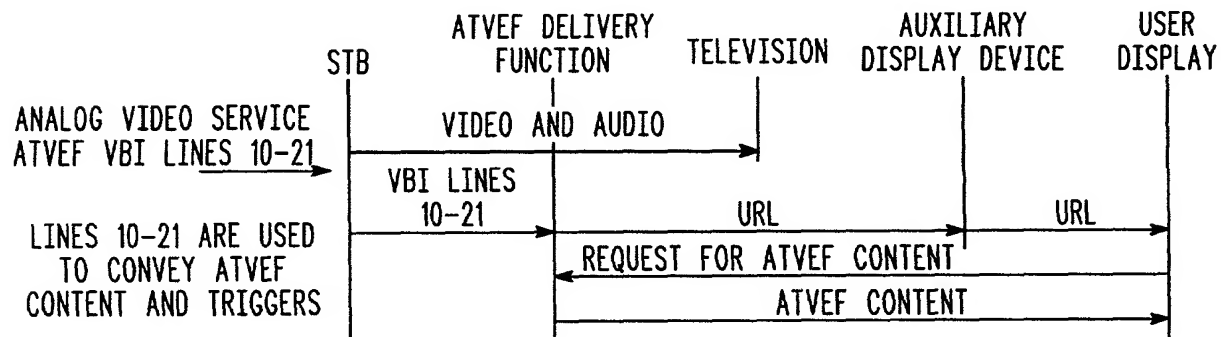 STB
ATVEF DELIVERY
FUNCTION
TELEVISION
AUXILIARY
DISPLAY DEVICE
USER
DISPLAY
ANALOG VIDEO SERVICE
ATVEF VBI LINES 10-21
VIDEO AND AUDIO
VBI LINES
10-21
URL
URL
LINES 10-21 ARE USED
TO CONVEY ATVEF
CONTENT AND TRIGGERS
REQUEST FOR ATVEF CONTENT
ATVEF CONTENT